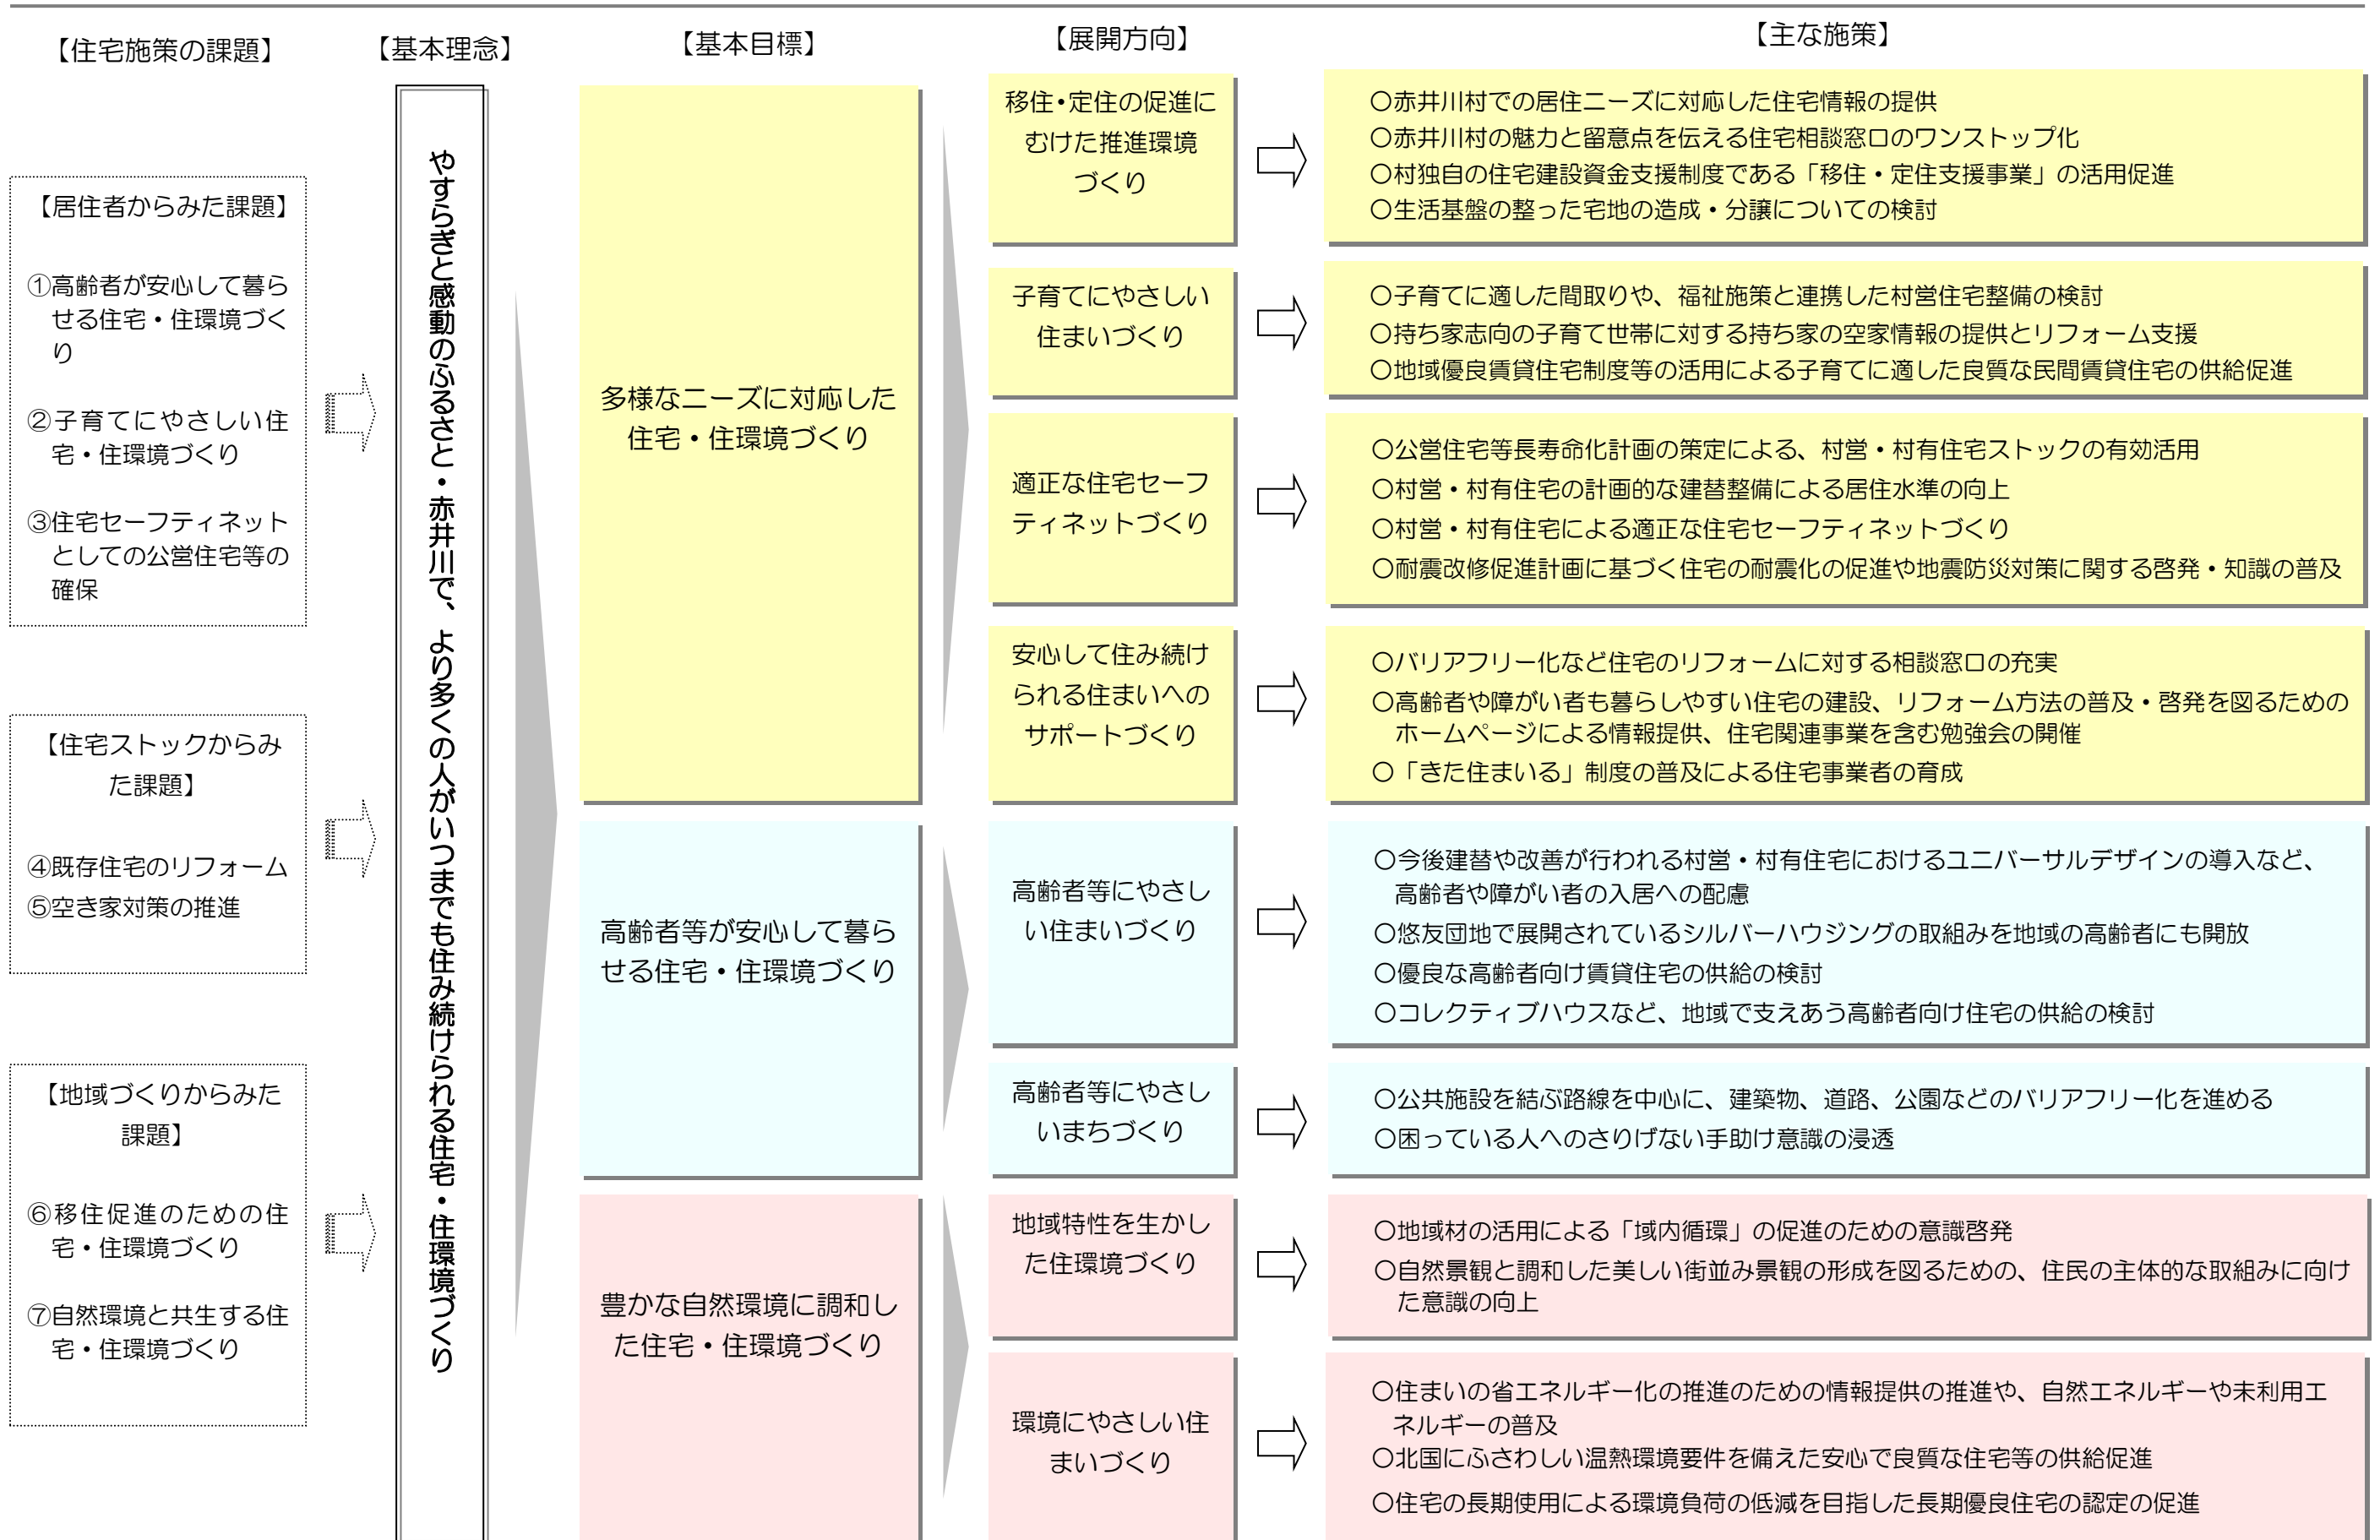 【住宅施策の課題】
【基本理念】
【基本目標】
【展開方向】
【主な施策】
【居住者からみた課題】
①高齢者が安心して暮ら
せる住宅・住環境づく
り
②子育てにやさしい住
宅・住環境づくり
③住宅セーフティネット
としての公営住宅等の
確保
【住宅ストックからみ
た課題】
④既存住宅のリフォーム
⑤空き家対策の推進
【地域づくりからみた
課題】
⑥移住促進のための住
宅・住環境づくり
⑦自然環境と共生する住
宅・住環境づくり
やすらぎと感動のふるさと・赤井川で、より多くの人がいつまでも住み続けられる住宅・住環境づくり
多様なニーズに対応した
住宅・住環境づくり
移住・定住の促進に
むけた推進環境
づくり
○赤井川村での居住ニーズに対応した住宅情報の提供
○赤井川村の魅力と留意点を伝える住宅相談窓口のワンストップ化
○村独自の住宅建設資金支援制度である「移住・定住支援事業」の活用促進
○生活基盤の整った宅地の造成・分譲についての検討
子育てにやさしい
住まいづくり
○子育てに適した間取りや、福祉施策と連携した村営住宅整備の検討
○持ち家志向の子育て世帯に対する持ち家の空家情報の提供とリフォーム支援
○地域優良賃貸住宅制度等の活用による子育てに適した良質な民間賃貸住宅の供給促進
適正な住宅セーフ
ティネットづくり
○公営住宅等長寿命化計画の策定による、村営・村有住宅ストックの有効活用
○村営・村有住宅の計画的な建替整備による居住水準の向上
○村営・村有住宅による適正な住宅セーフティネットづくり
○耐震改修促進計画に基づく住宅の耐震化の促進や地震防災対策に関する啓発・知識の普及
安心して住み続け
られる住まいへの
サポートづくり
○バリアフリー化など住宅のリフォームに対する相談窓口の充実
○高齢者や障がい者も暮らしやすい住宅の建設、リフォーム方法の普及・啓発を図るための
ホームページによる情報提供、住宅関連事業を含む勉強会の開催
○「きた住まいる」制度の普及による住宅事業者の育成
高齢者等が安心して暮ら
せる住宅・住環境づくり
高齢者等にやさし
い住まいづくり
○今後建替や改善が行われる村営・村有住宅におけるユニバーサルデザインの導入など、
高齢者や障がい者の入居への配慮
○悠友団地で展開されているシルバーハウジングの取組みを地域の高齢者にも開放
○優良な高齢者向け賃貸住宅の供給の検討
○コレクティブハウスなど、地域で支えあう高齢者向け住宅の供給の検討
高齢者等にやさし
いまちづくり
○公共施設を結ぶ路線を中心に、建築物、道路、公園などのバリアフリー化を進める
○困っている人へのさりげない手助け意識の浸透
豊かな自然環境に調和し
た住宅・住環境づくり
地域特性を生かし
た住環境づくり
○地域材の活用による「域内循環」の促進のための意識啓発
○自然景観と調和した美しい街並み景観の形成を図るための、住民の主体的な取組みに向け
た意識の向上
環境にやさしい住
まいづくり
○住まいの省エネルギー化の推進のための情報提供の推進や、自然エネルギーや未利用エ
ネルギーの普及
○北国にふさわしい温熱環境要件を備えた安心で良質な住宅等の供給促進
○住宅の長期使用による環境負荷の低減を目指した長期優良住宅の認定の促進